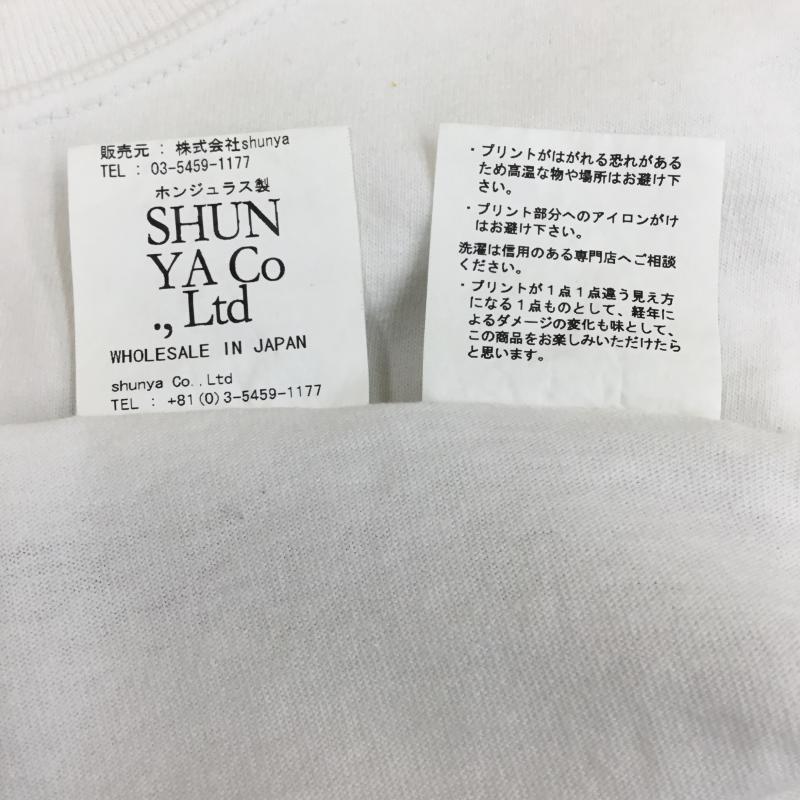 販売元 : 株式会社shunya
TEL : 03-5459-1177
ホンジュラス製
SHUN
YA Co
., Ltd
WHOLESALE IN JAPAN
shunya Co.,Ltd
TEL : +81(0)3-5459-1177
・プリントがはがれる恐れがある
ため高温な物や場所はお避け下
さい。
・プリント部分へのアイロンがけ
はお避け下さい。
洗濯は信用のある専門店へご相談
ください。
・プリントが1点1点違う見え方
になる1点ものとして、経年に
よるダメージの変化も味として、
この商品をお楽しみいただけたら
と思います。